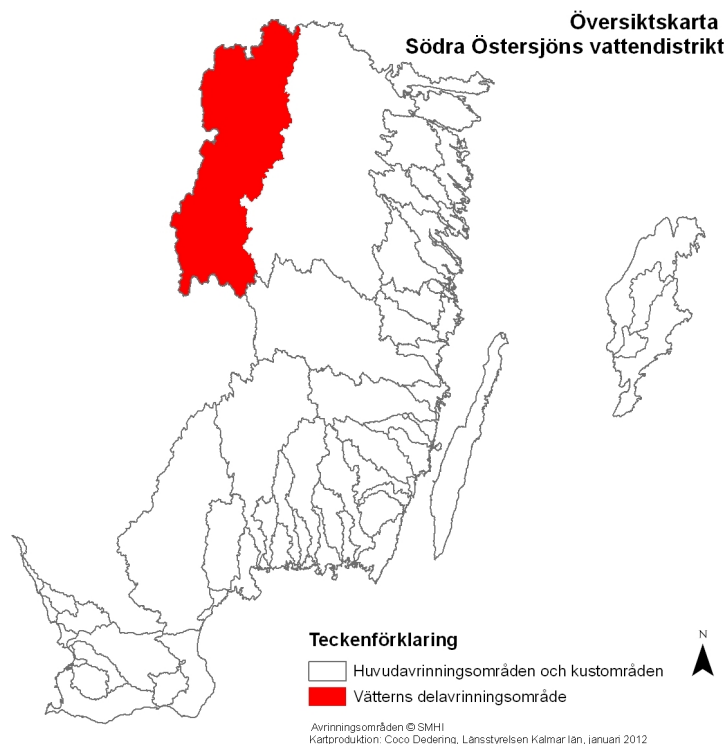 Översiktskarta
Södra Östersjöns vattendistrikt
N
Teckenförklaring
Huvudavrinningsområden och kustområden
Vätterns delavrinningsområde
Avrinningsområden © SMHI
Kartproduktion: Coco Dedering, Länsstyrelsen Kalmar län, januari 2012